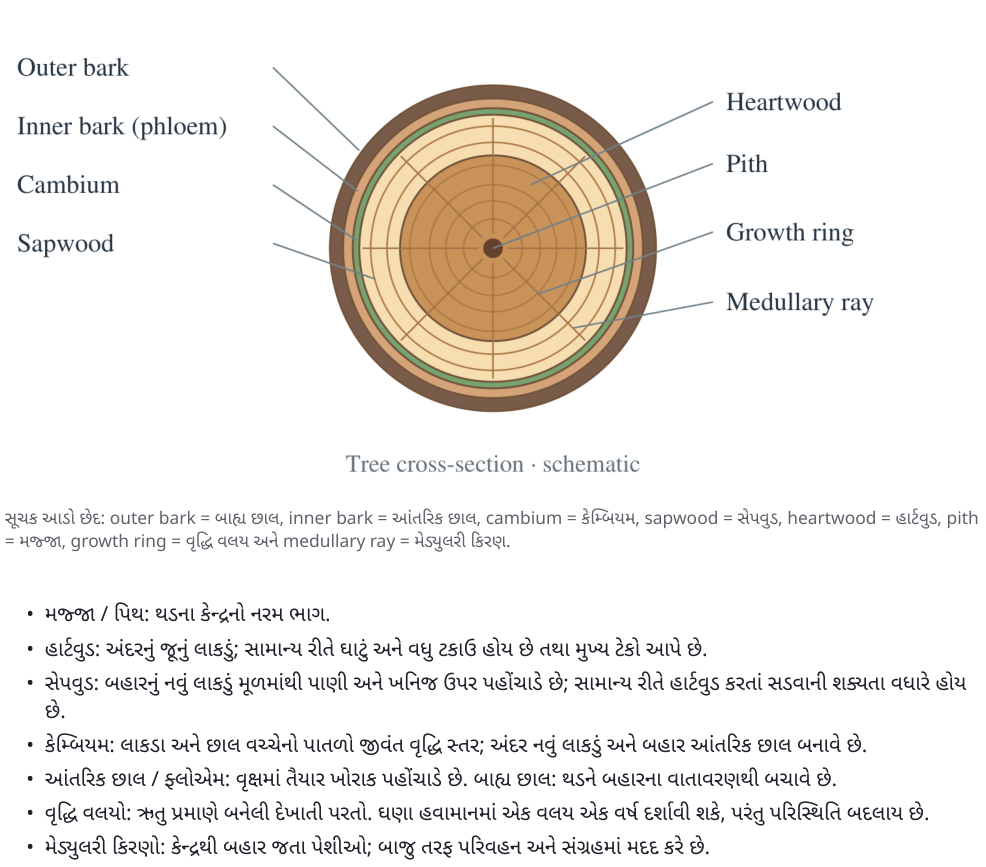 Outer bark
Inner bark (phloem)
Cambium
Sapwood
Heartwood
Pith
Growth ring
Medullary ray
Tree cross-section · schematic
સૂચક આડો છેદ: outer bark = બાહ્ય છાલ, inner bark = આંતરિક છાલ, cambium = કેમ્બિયમ, sapwood = સેપવુડ, heartwood = હાર્ટવુડ, pith
= મજ્જા, growth ring = વૃદ્ધિ વલય અને medullary ray = મેડ્યુલરી કિરણ.
• મજ્જા / પિથ: થડના કેન્દ્રનો નરમ ભાગ.
• હાર્ટવુડ: અંદરનું જૂનું લાકડું; સામાન્ય રીતે ઘાટું અને વધુ ટકાઉ હોય છે તથા મુખ્ય ટેકો આપે છે.
• સેપવુડ: બહારનું નવું લાકડું મૂળમાંથી પાણી અને ખનિજ ઉપર પહોંચાડે છે; સામાન્ય રીતે હાર્ટવુડ કરતાં સડવાની શક્યતા વધારે હોય
છે.
• કેમ્બિયમ: લાકડા અને છાલ વચ્ચેનો પાતળો જીવંત વૃદ્ધિ સ્તર; અંદર નવું લાકડું અને બહાર આંતરિક છાલ બનાવે છે.
• આંતરિક છાલ / ફ્લોએમ: વૃક્ષમાં તૈયાર ખોરાક પહોંચાડે છે. બાહ્ય છાલ: થડને બહારના વાતાવરણથી બચાવે છે.
• વૃદ્ધિ વલયો: ઋતુ પ્રમાણે બનેલી દેખાતી પરતો. ઘણા હવામાનમાં એક વલય એક વર્ષ દર્શાવી શકે, પરંતુ પરિસ્થિતિ બદલાય છે.
• મેડ્યુલરી કિરણો: કેન્દ્રથી બહાર જતા પેશીઓ; બાજુ તરફ પરિવહન અને સંગ્રહમાં મદદ કરે છે.